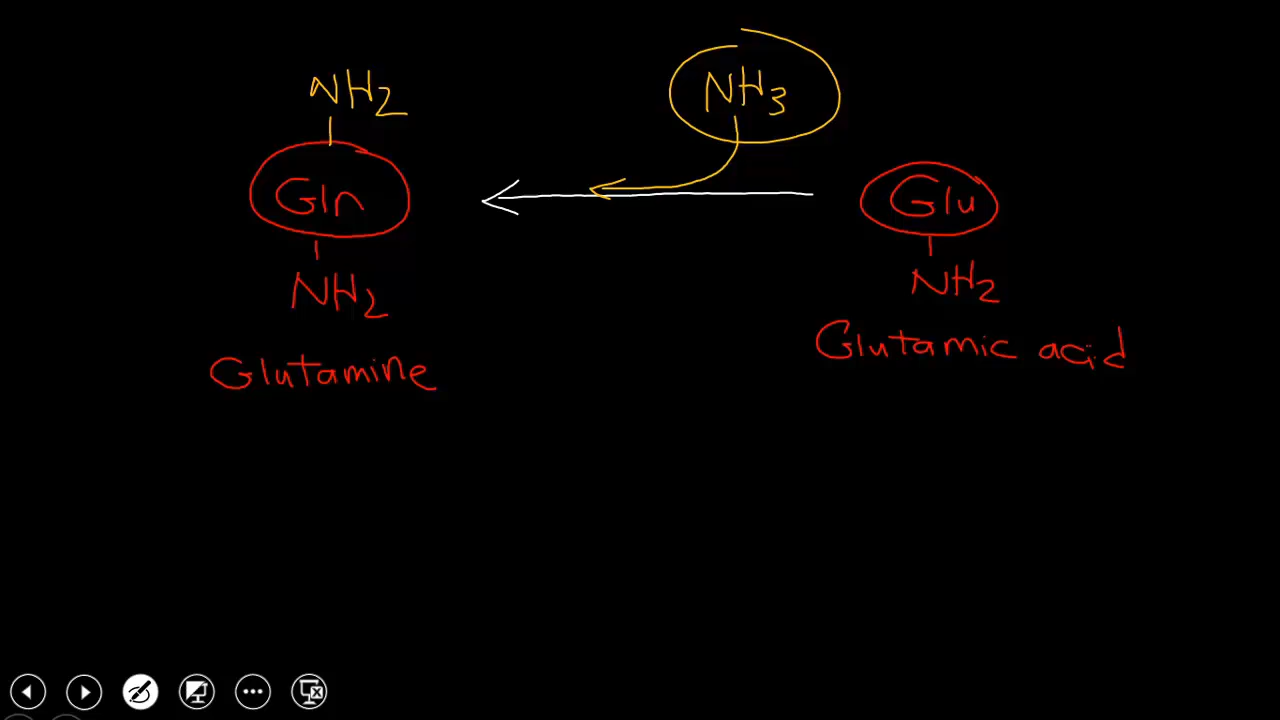 NH2
NH3
Gln
Glu
NH2
NH2
Glutamine
Glutamic acid